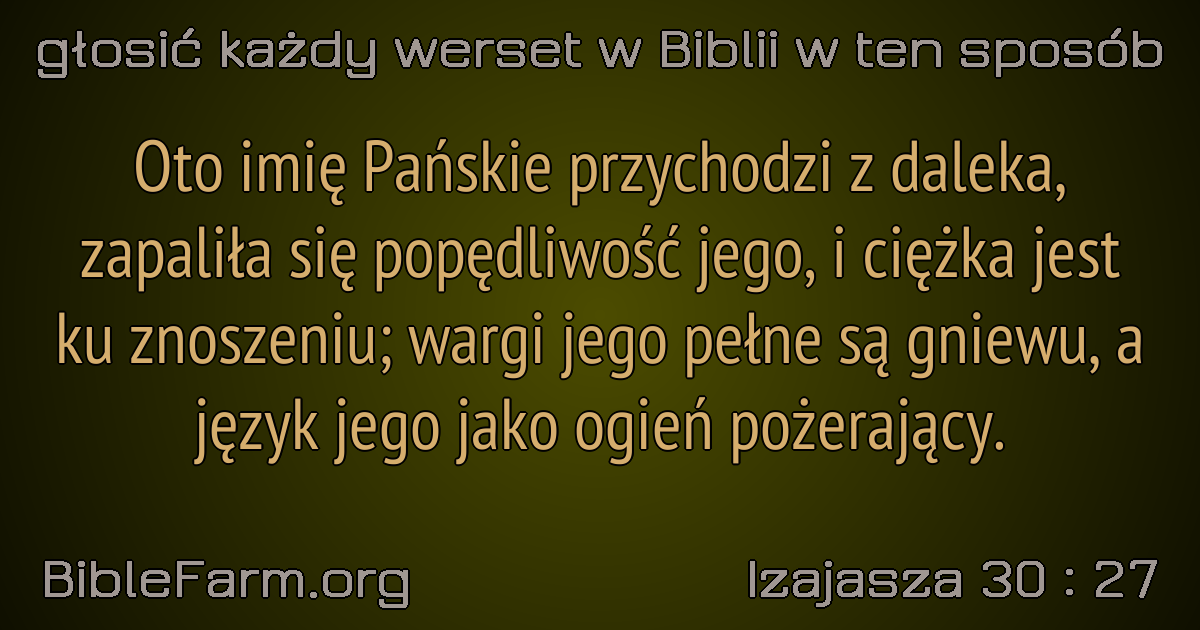 głosić każdy werset w Biblii w ten sposób
Oto imię Pańskie przychodzi z daleka,
zapaliła się popędliwość jego, i ciężka jest
ku znoszeniu; wargi jego pełne są gniewu, a
język jego jako ogień pożerający.
BibleFarm.org
Izajasza 30 : 27